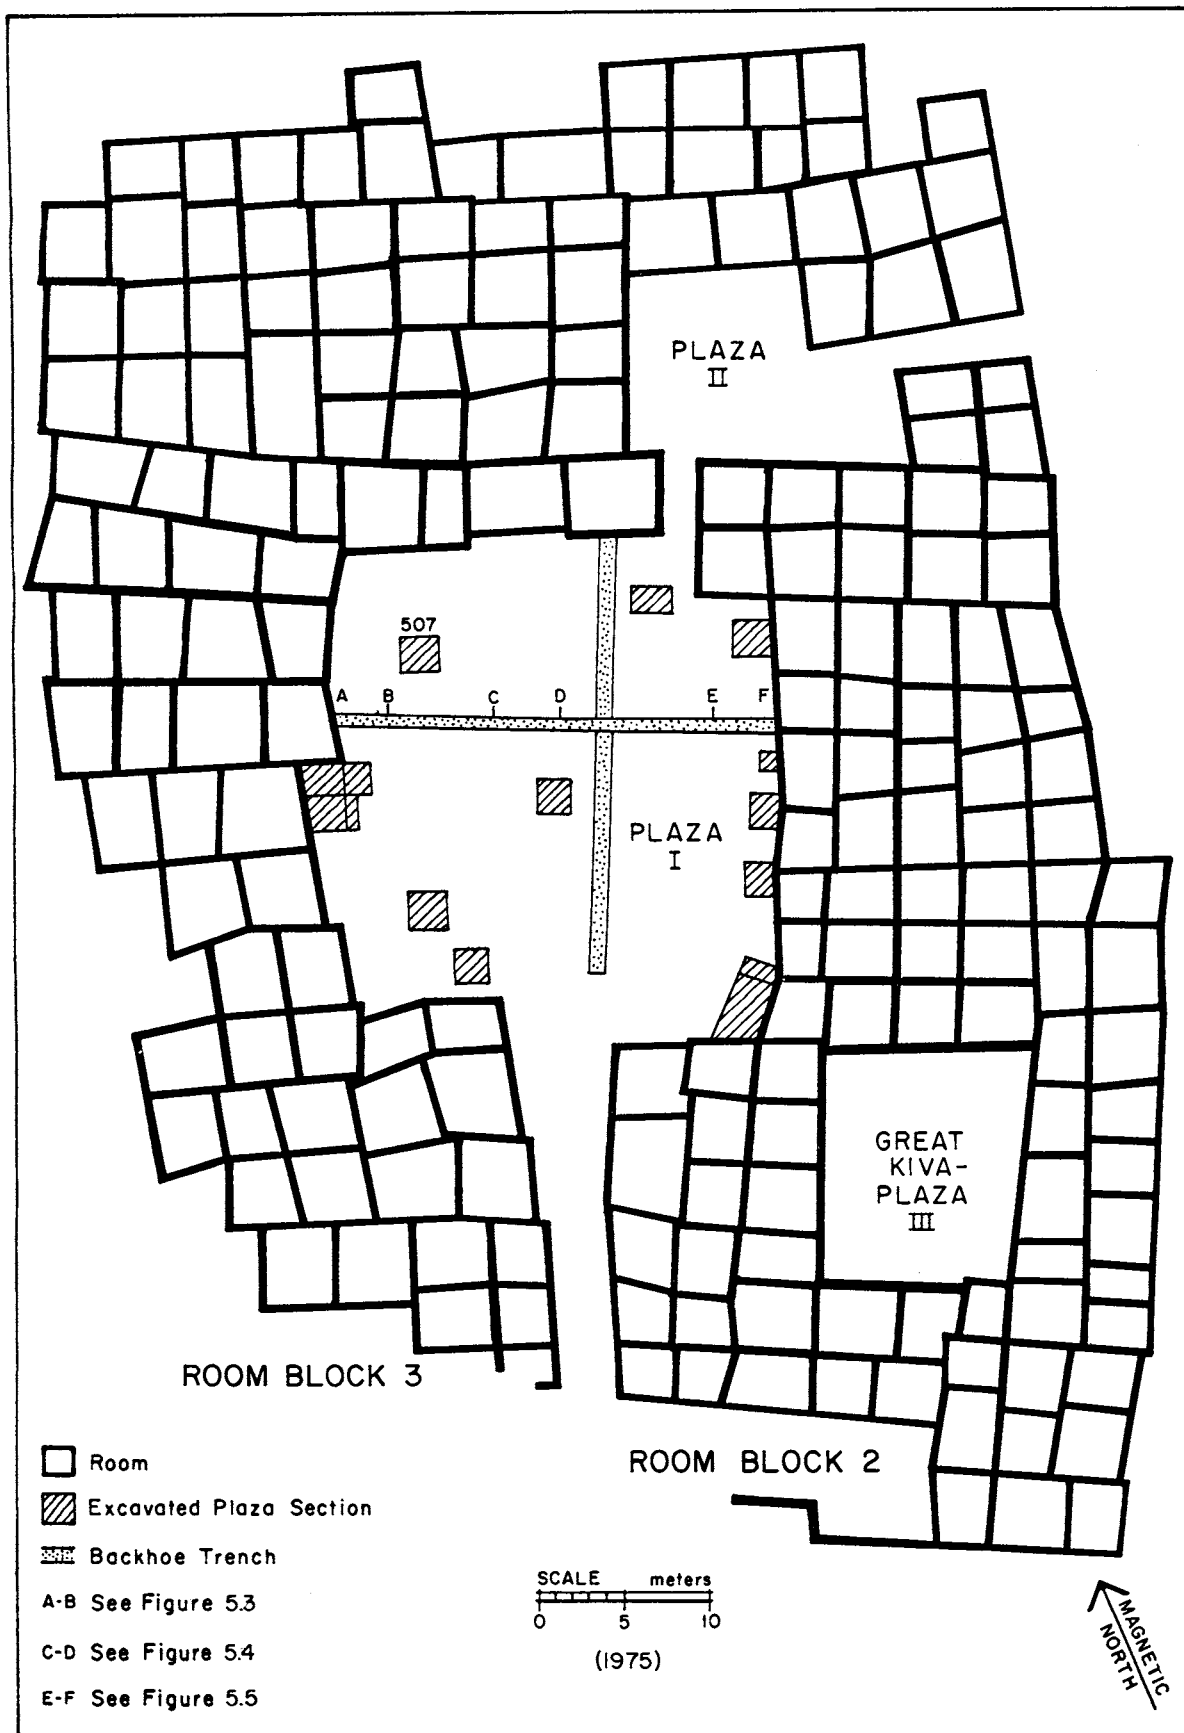 PLAZA
II
507
A B C D E F
PLAZA
I
GREAT
KIVA-
PLAZA
III
ROOM BLOCK 3
ROOM BLOCK 2
Room
Excavated Plaza Section
Backhoe Trench
A-B See Figure 5.3
C-D See Figure 5.4
E-F See Figure 5.5
SCALE meters
0 5 10
(1975)
MAGNETIC
NORTH